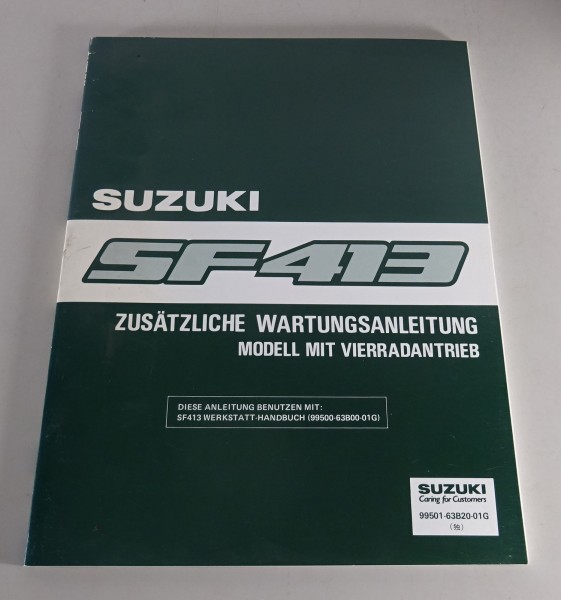 SUZUKI
SF413
ZUSÄTZLICHE WARTUNGSANLEITUNG
MODELL MIT VIERRADANTRIEB
DIESE ANLEITUNG BENUTZEN MIT:
SF413 WERKSTATT-HANDBUCH (99500-63B00-01G)
SUZUKI
Caring for Customers
99501-63B20-01G
(独)